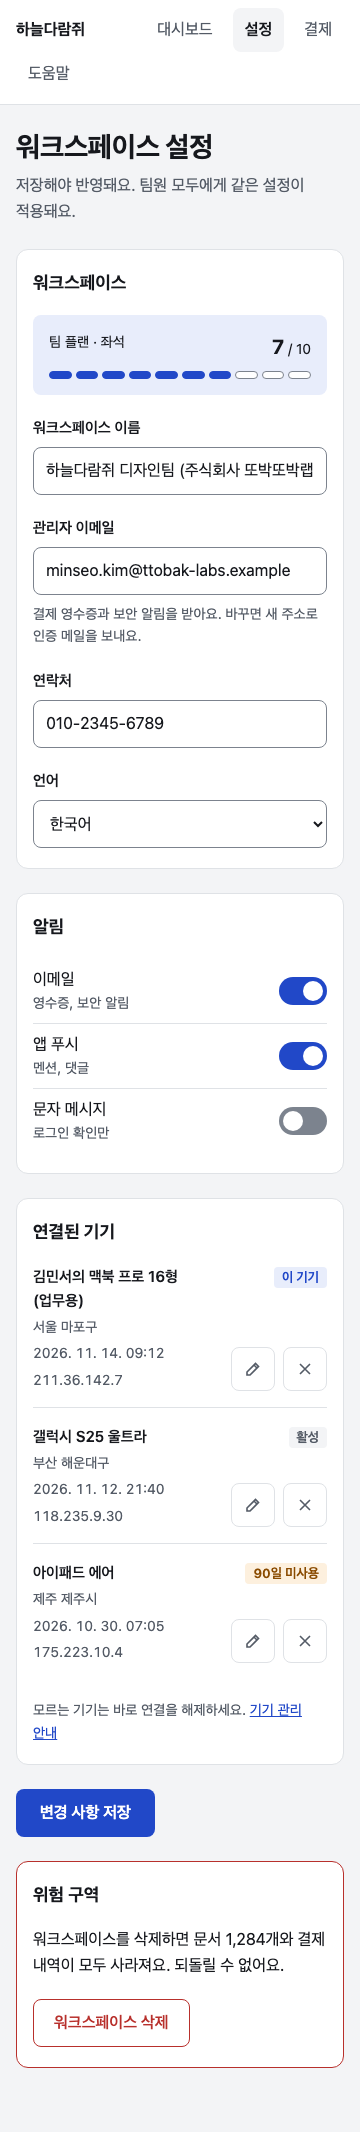 하늘다람쥐
대시보드
설정
결제
도움말
워크스페이스 설정
저장해야 반영돼요. 팀원 모두에게 같은 설정이
적용돼요.
워크스페이스
팀 플랜 · 좌석
7 / 10
워크스페이스 이름
하늘다람쥐 디자인팀 (주식회사 또박또박랩
관리자 이메일
minseo.kim@ttobak-labs.example
결제 영수증과 보안 알림을 받아요. 바꾸면 새 주소로
인증 메일을 보내요.
연락처
010-2345-6789
언어
한국어
알림
이메일
영수증, 보안 알림
앱 푸시
멘션, 댓글
문자 메시지
로그인 확인만
연결된 기기
김민서의 맥북 프로 16형
(업무용)
이 기기
서울 마포구
2026. 11. 14. 09:12
211.36.142.7
갤럭시 S25 울트라
활성
부산 해운대구
2026. 11. 12. 21:40
118.235.9.30
아이패드 에어
90일 미사용
제주 제주시
2026. 10. 30. 07:05
175.223.10.4
모르는 기기는 바로 연결을 해제하세요. 기기 관리
안내
변경 사항 저장
위험 구역
워크스페이스를 삭제하면 문서 1,284개와 결제
내역이 모두 사라져요. 되돌릴 수 없어요.
워크스페이스 삭제